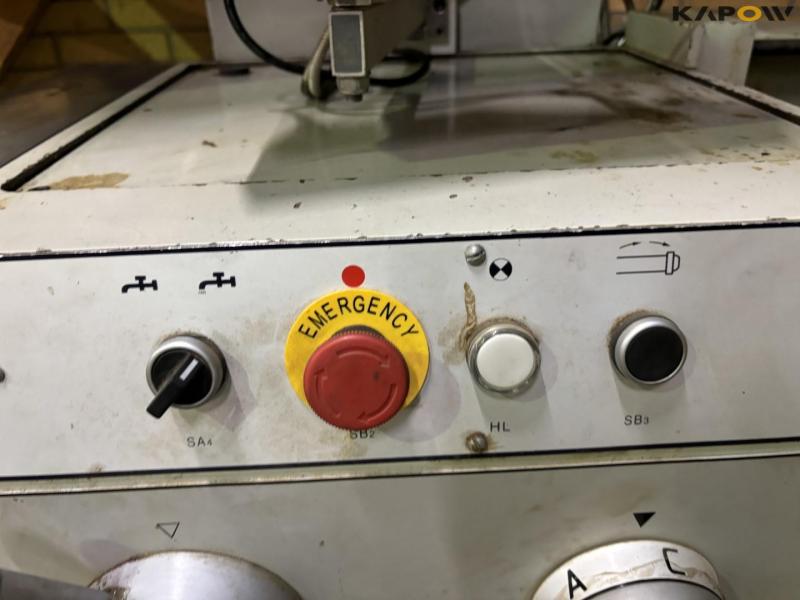 KAPOW
EMERGENCY
SA4
SB2
HL
SB3
A C